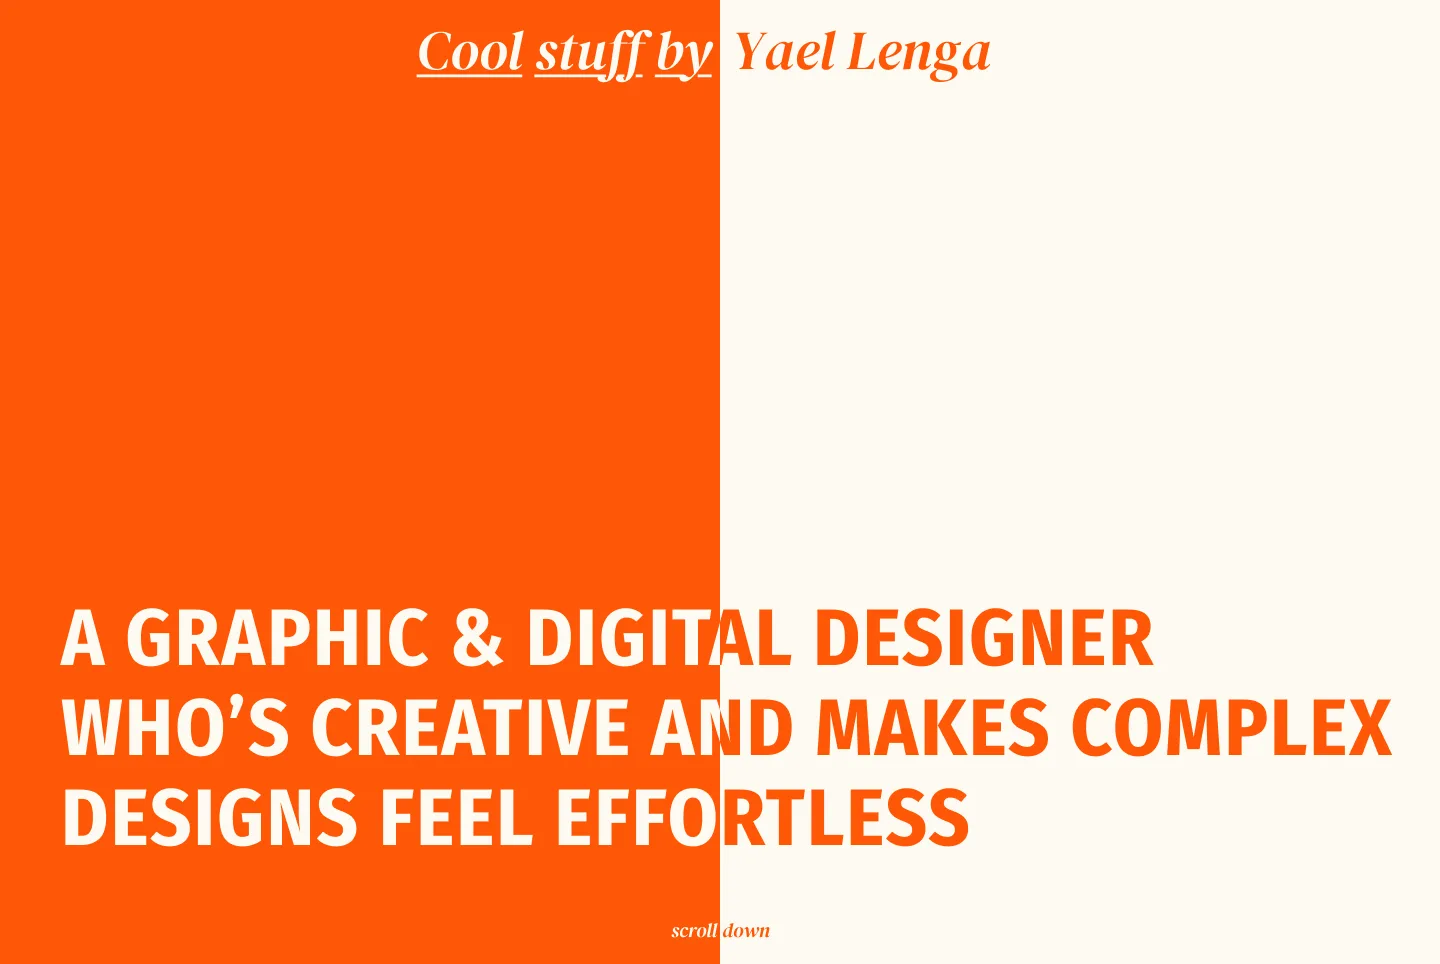 Cool stuff by Yael Lenga
A GRAPHIC & DIGITAL DESIGNER
WHO’S CREATIVE AND MAKES COMPLEX
DESIGNS FEEL EFFORTLESS
scroll down